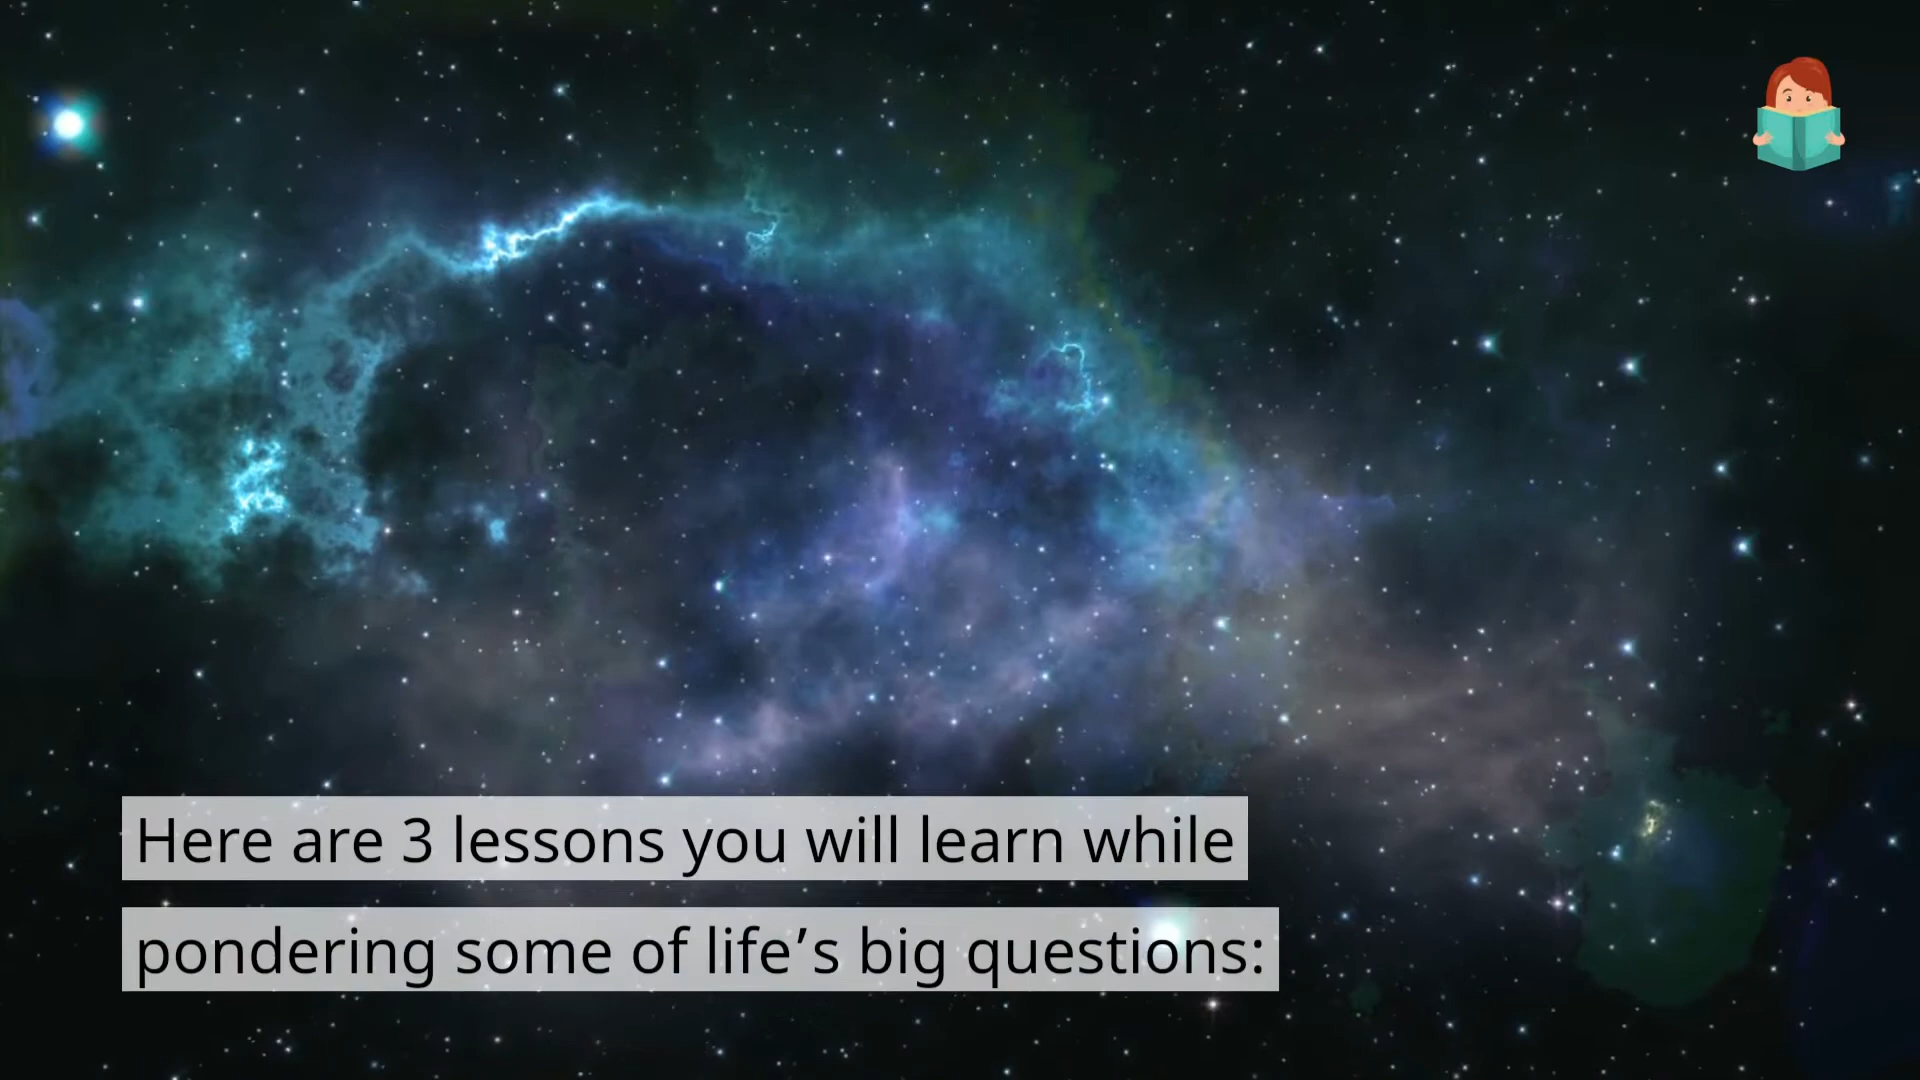 Here are 3 lessons you will learn while
pondering some of life’s big questions: